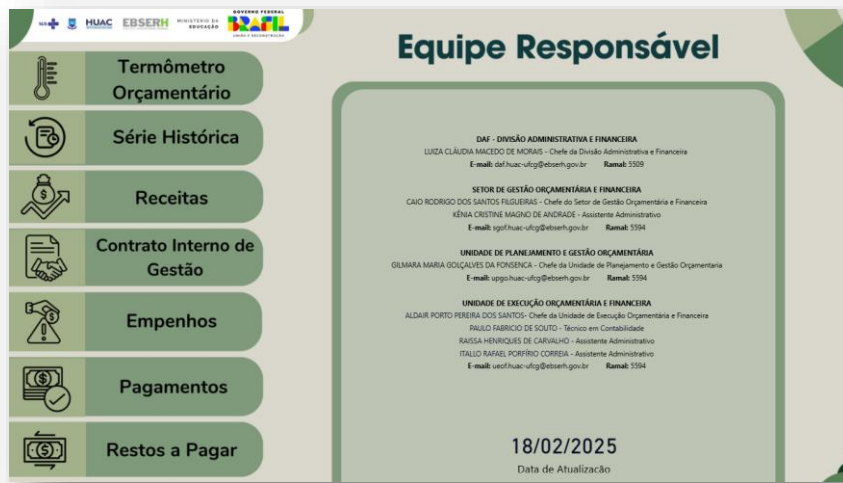 HUAC
EBSERH
MINISTÉRIO DA
EDUCAÇÃO
GOVERNO FEDERAL
BRASIL
UNIÃO E RECONSTRUÇÃO
Equipe Responsável
Termômetro
Orçamentário
Série Histórica
Receitas
Contrato Interno de
Gestão
Empenhos
Pagamentos
Restos a Pagar
DAF - DIVISÃO ADMINISTRATIVA E FINANCEIRA
LUIZA CLÁUDIA MACEDO DE MORAIS - Chefe da Divisão Administrativa e Financeira
E-mail: daf.huac-ufcg@ebserh.gov.br Ramal: 5509
SETOR DE GESTÃO ORÇAMENTÁRIA E FINANCEIRA
CAIO RODRIGO DOS SANTOS FILGUEIRAS - Chefe do Setor de Gestão Orçamentária e Financeira
KÊNIA CRISTINE MAGNO DE ANDRADE - Assistente Administrativo
E-mail: sgof.huac-ufcg@ebserh.gov.br Ramal: 5594
UNIDADE DE PLANEJAMENTO E GESTÃO ORÇAMENTÁRIA
GILMARA MARIA GOLÇALVES DA FONSENCA - Chefe da Unidade de Planejamento e Gestão Orçamentaria
E-mail: upgo.huac-ufcg@ebserh.gov.br Ramal: 5594
UNIDADE DE EXECUÇÃO ORÇAMENTÁRIA E FINANCEIRA
ALDAIR PORTO PEREIRA DOS SANTOS- Chefe da Unidade de Execução Orçamentária e Financeira
PAULO FABRICIO DE SOUTO - Técnico em Contabilidade
RAISSA HENRIQUES DE CARVALHO - Assistente Administrativo
ITALLO RAFAEL PORFÍRIO CORREIA - Assistente Administrativo
E-mail: ueof.huac-ufcg@ebserh.gov.br Ramal: 5594
18/02/2025
Data de Atualização